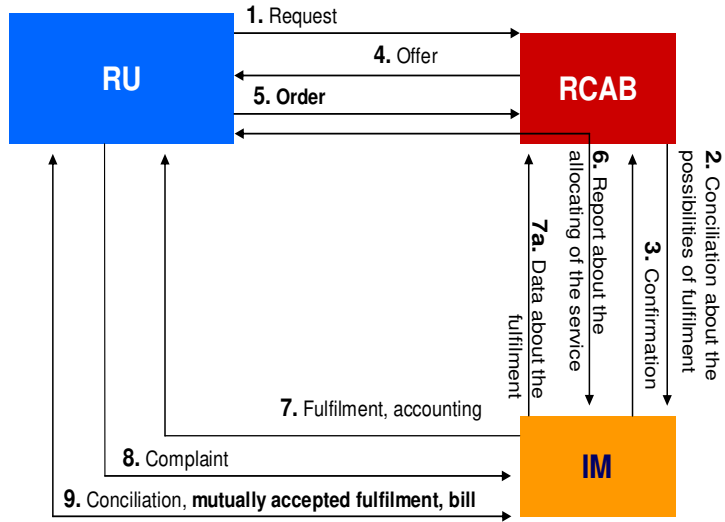 1. Request
RU
4. Offer
RCAB
5. Order
2. Conciliation about the
possibilities of fulfilment
3. Confirmation
6. Report about the
allocating of the service
7a. Data about the
fulfilment
7. Fulfilment, accounting
8. Complaint
IM
9. Conciliation, mutually accepted fulfilment, bill